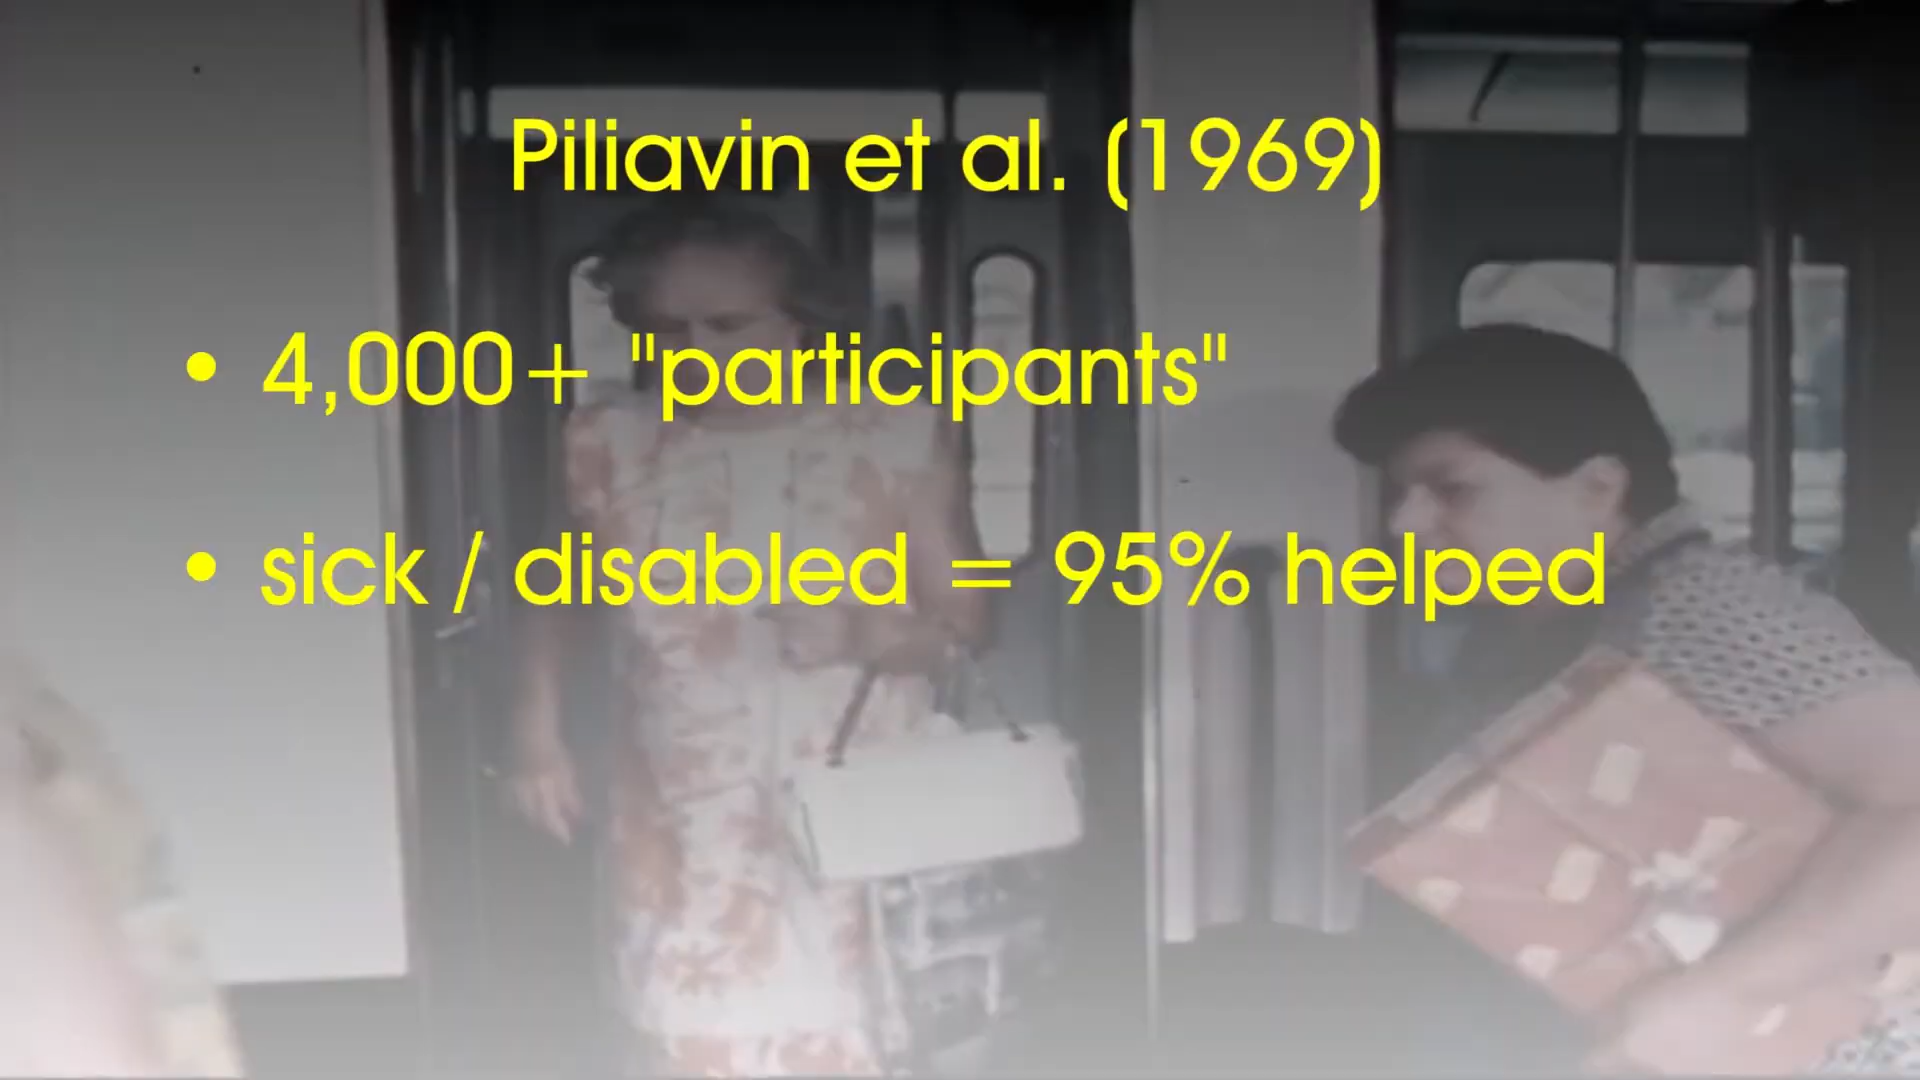 Piliavin et al. (1969)
• 4,000+ "participants"
• sick / disabled = 95% helped